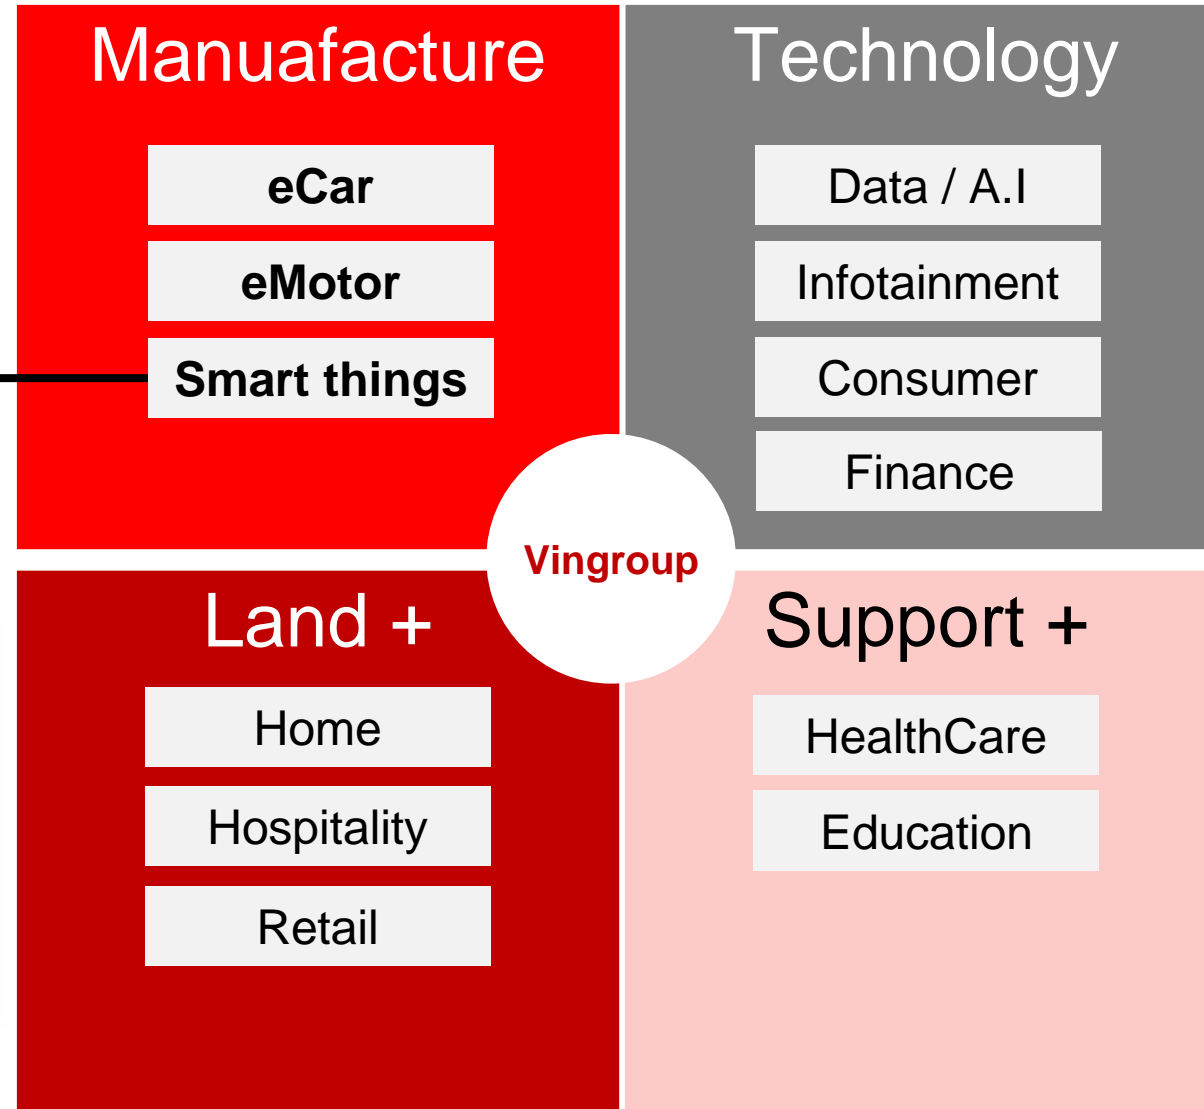 Manuafacture
eCar
eMotor
Smart things
Technology
Data / A.I
Infotainment
Consumer
Finance
Vingroup
Land +
Home
Hospitality
Retail
Support +
HealthCare
Education